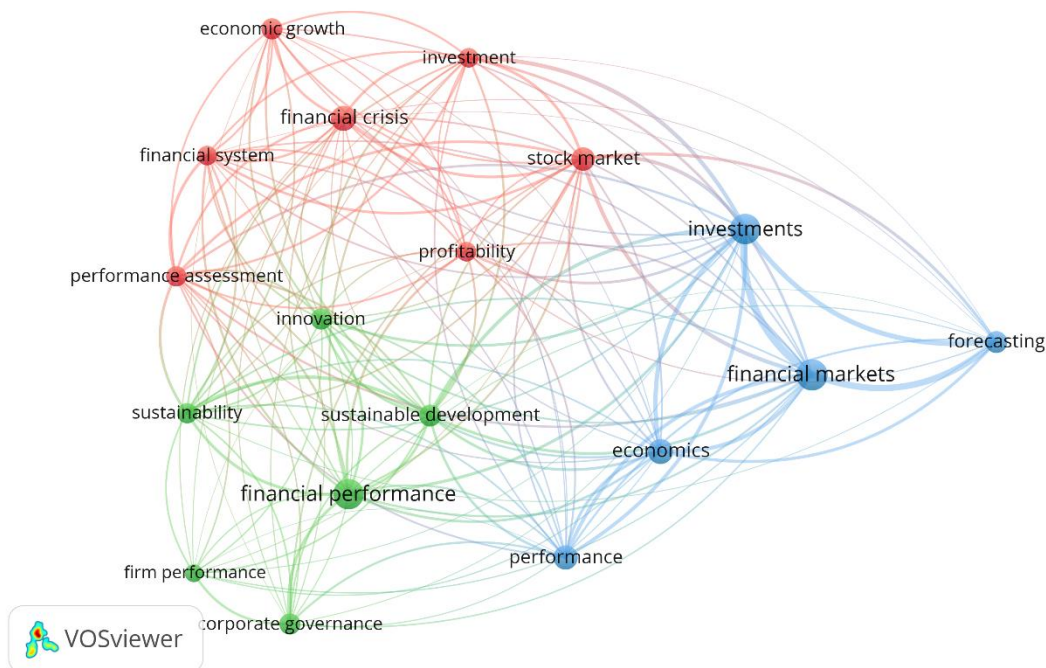 economic growth
investment
financial crisis
financial system
stock market
investments
profitability
performance assessment
innovation
forecasting
financial markets
sustainability
sustainable development
economics
financial performance
performance
firm performance
corporate governance
VOSviewer